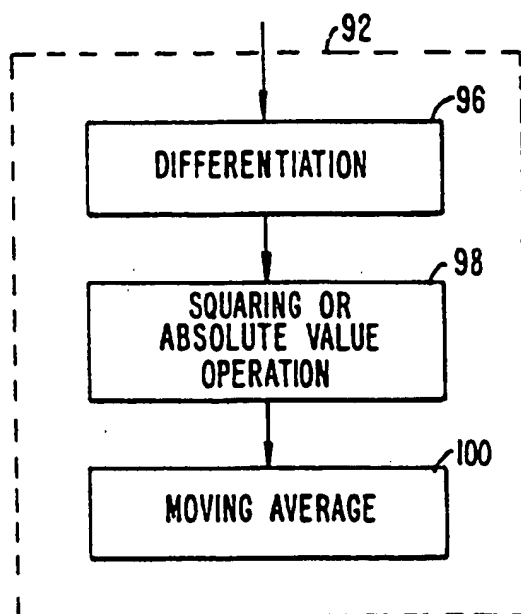 92
96
DIFFERENTIATION
98
SQUARING OR
ABSOLUTE VALUE
OPERATION
100
MOVING AVERAGE